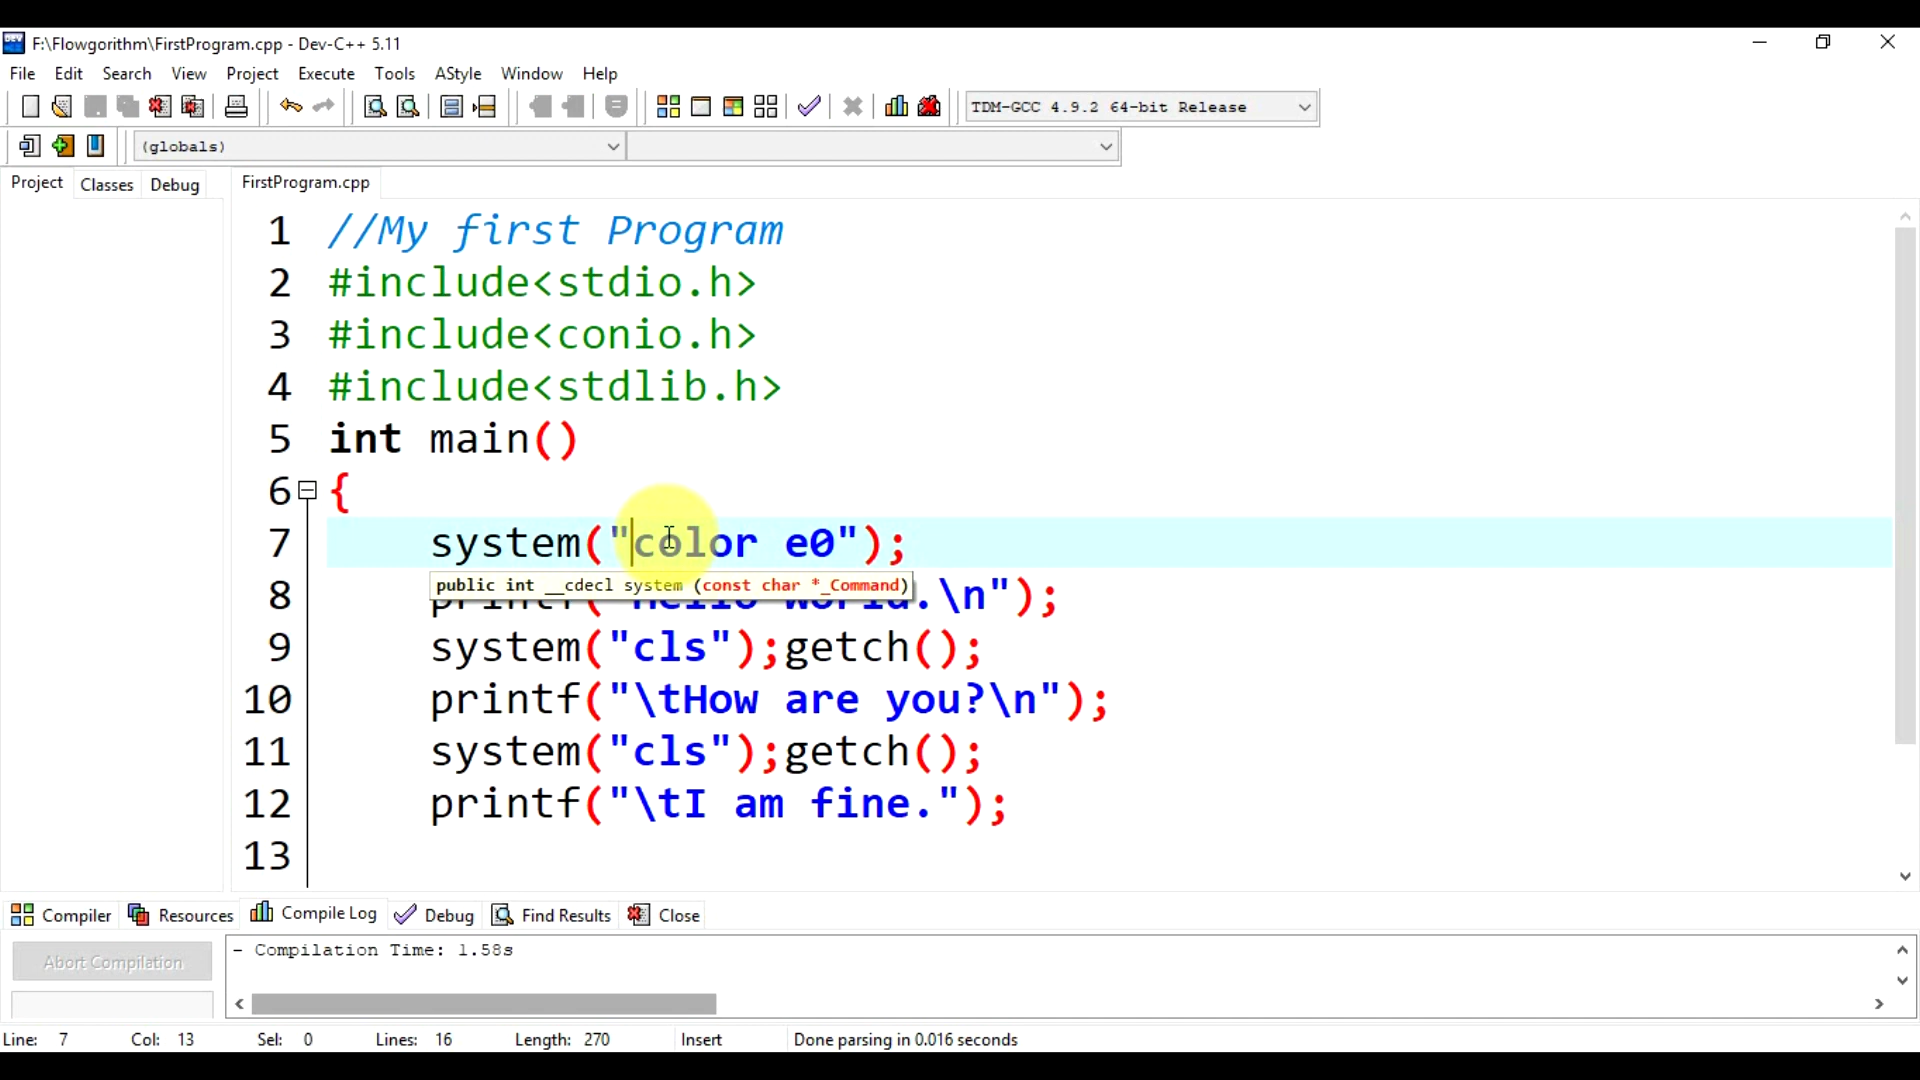 F:\Flowgorithm\FirstProgram.cpp - Dev-C++ 5.11
File Edit Search View Project Execute Tools AStyle Window Help
TDM-GCC 4.9.2 64-bit Release
(globals)
Project Classes Debug FirstProgram.cpp
1 //My first Program
2 #include<stdio.h>
3 #include<conio.h>
4 #include<stdlib.h>
5 int main()
6 {
7 system("color e0");
public int __cdecl system (const char *_Command)
8 printf("Hello World.\n");
9 system("cls");getch();
10 printf("\tHow are you?\n");
11 system("cls");getch();
12 printf("\tI am fine.");
13
Compiler Resources Compile Log Debug Find Results Close
Abort Compilation
- Compilation Time: 1.58s
Line: 7 Col: 13 Sel: 0 Lines: 16 Length: 270 Insert Done parsing in 0.016 seconds